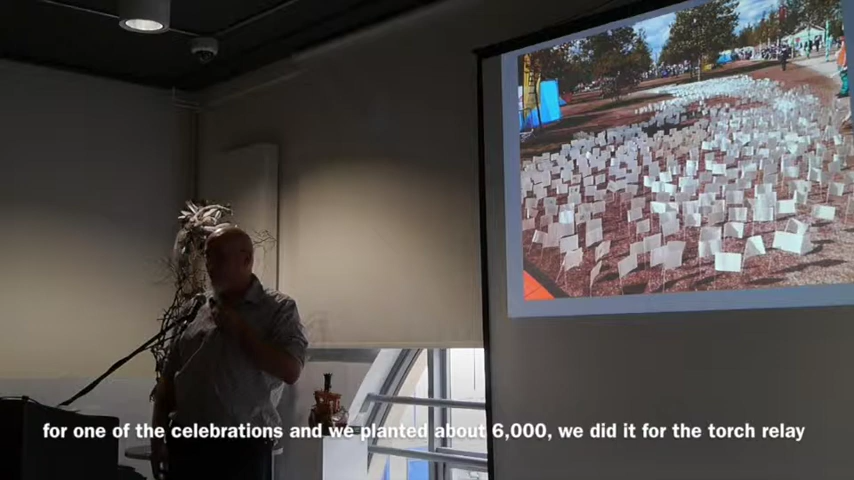 for one of the celebrations and we planted about 6,000, we did it for the torch relay